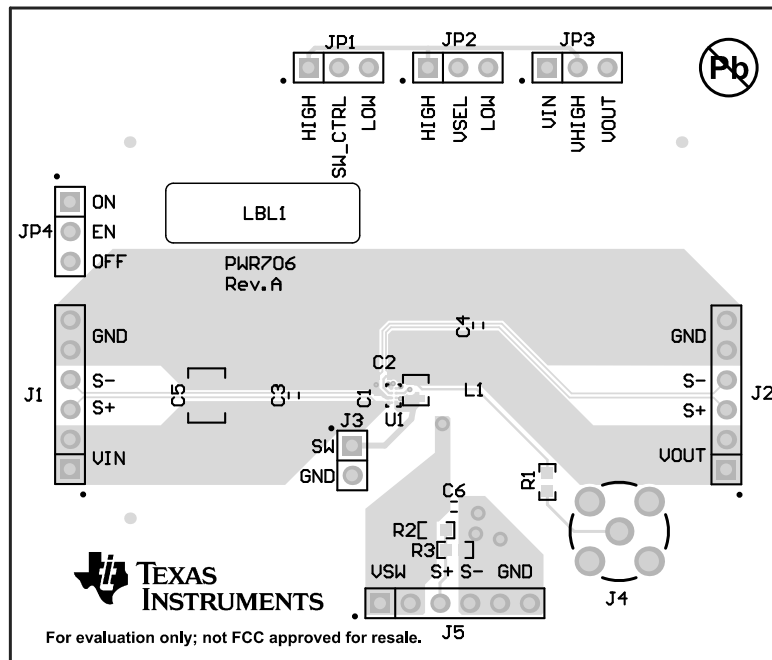 JP1
JP2
JP3
Pb
HIGH
SW_CTRL
LOW
HIGH
VSEL
LOW
VIN
VHIGH
VOUT
JP4
ON
EN
OFF
LBL1
PWR706
Rev.A
J1
GND
S-
S+
VIN
C5
C3
C1
C2
U1
C4
L1
J3
SW
GND
J2
GND
S-
S+
VOUT
R1
C6
R2
R3
VSW
S+
S-
GND
J5
J4
TEXAS
INSTRUMENTS
For evaluation only; not FCC approved for resale.